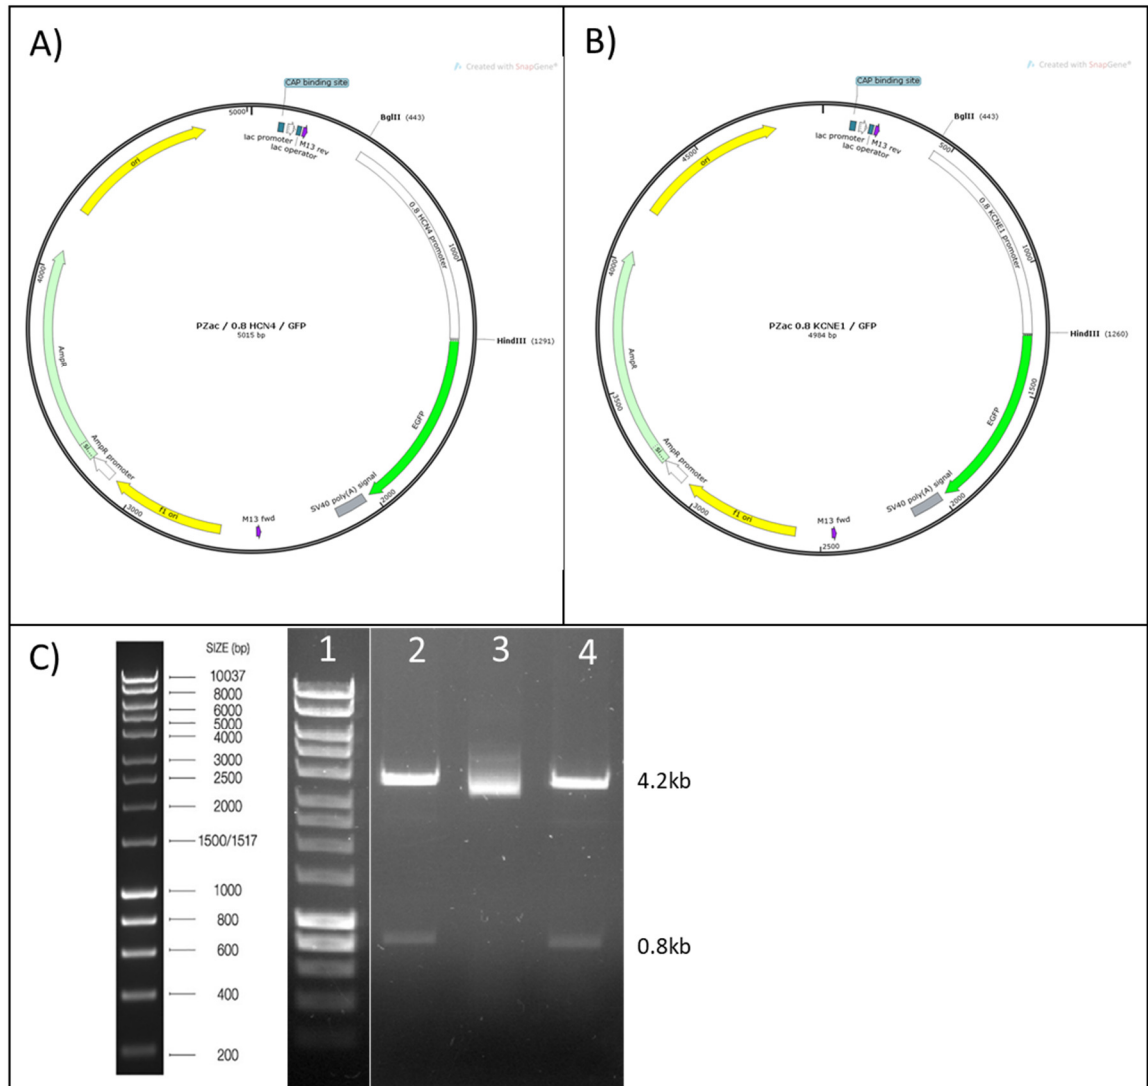 A)
Created with SnapGene®
CAP binding site
5000
BglII (443)
lac promoter
M13 rev
lac operator
ori
0.8 HCN4 promoter
1000
4000
PZac / 0.8 HCN4 / GFP
5015 bp
HindIII (1291)
AmpR
EGFP
si...
AmpR promoter
SV40 poly(A) signal
2000
3000
f1 ori
M13 fwd
B)
Created with SnapGene®
CAP binding site
BglII (443)
500
4500
lac promoter
M13 rev
lac operator
ori
0.8 KCNE1 promoter
1000
4000
PZac 0.8 KCNE1 / GFP
4984 bp
HindIII (1260)
3500
AmpR
1500
EGFP
si...
AmpR promoter
SV40 poly(A) signal
2000
3000
f1 ori
M13 fwd
2500
C)
SIZE (bp)
1 2 3 4
10037
8000
6000
5000
4000
3000
2500
2000
1500/1517
1000
800
600
400
200
4.2kb
0.8kb